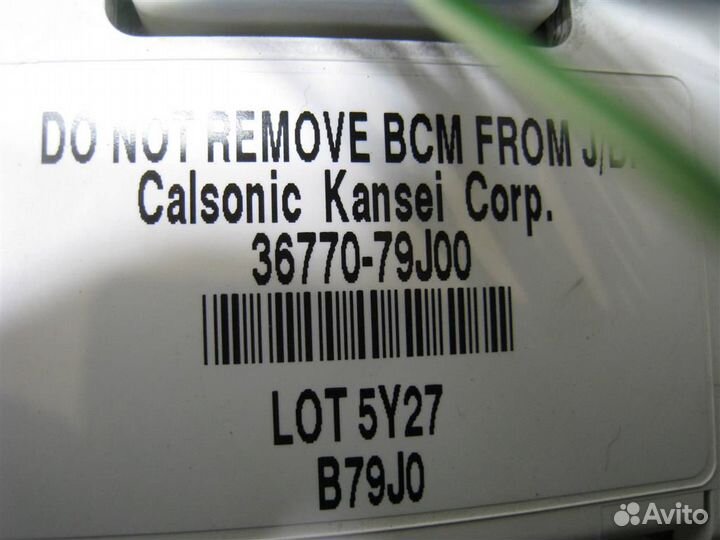 DO NOT REMOVE BCM FROM
Calsonic Kansei Corp.
36770-79J00
LOT 5Y27
B79J0
Avito